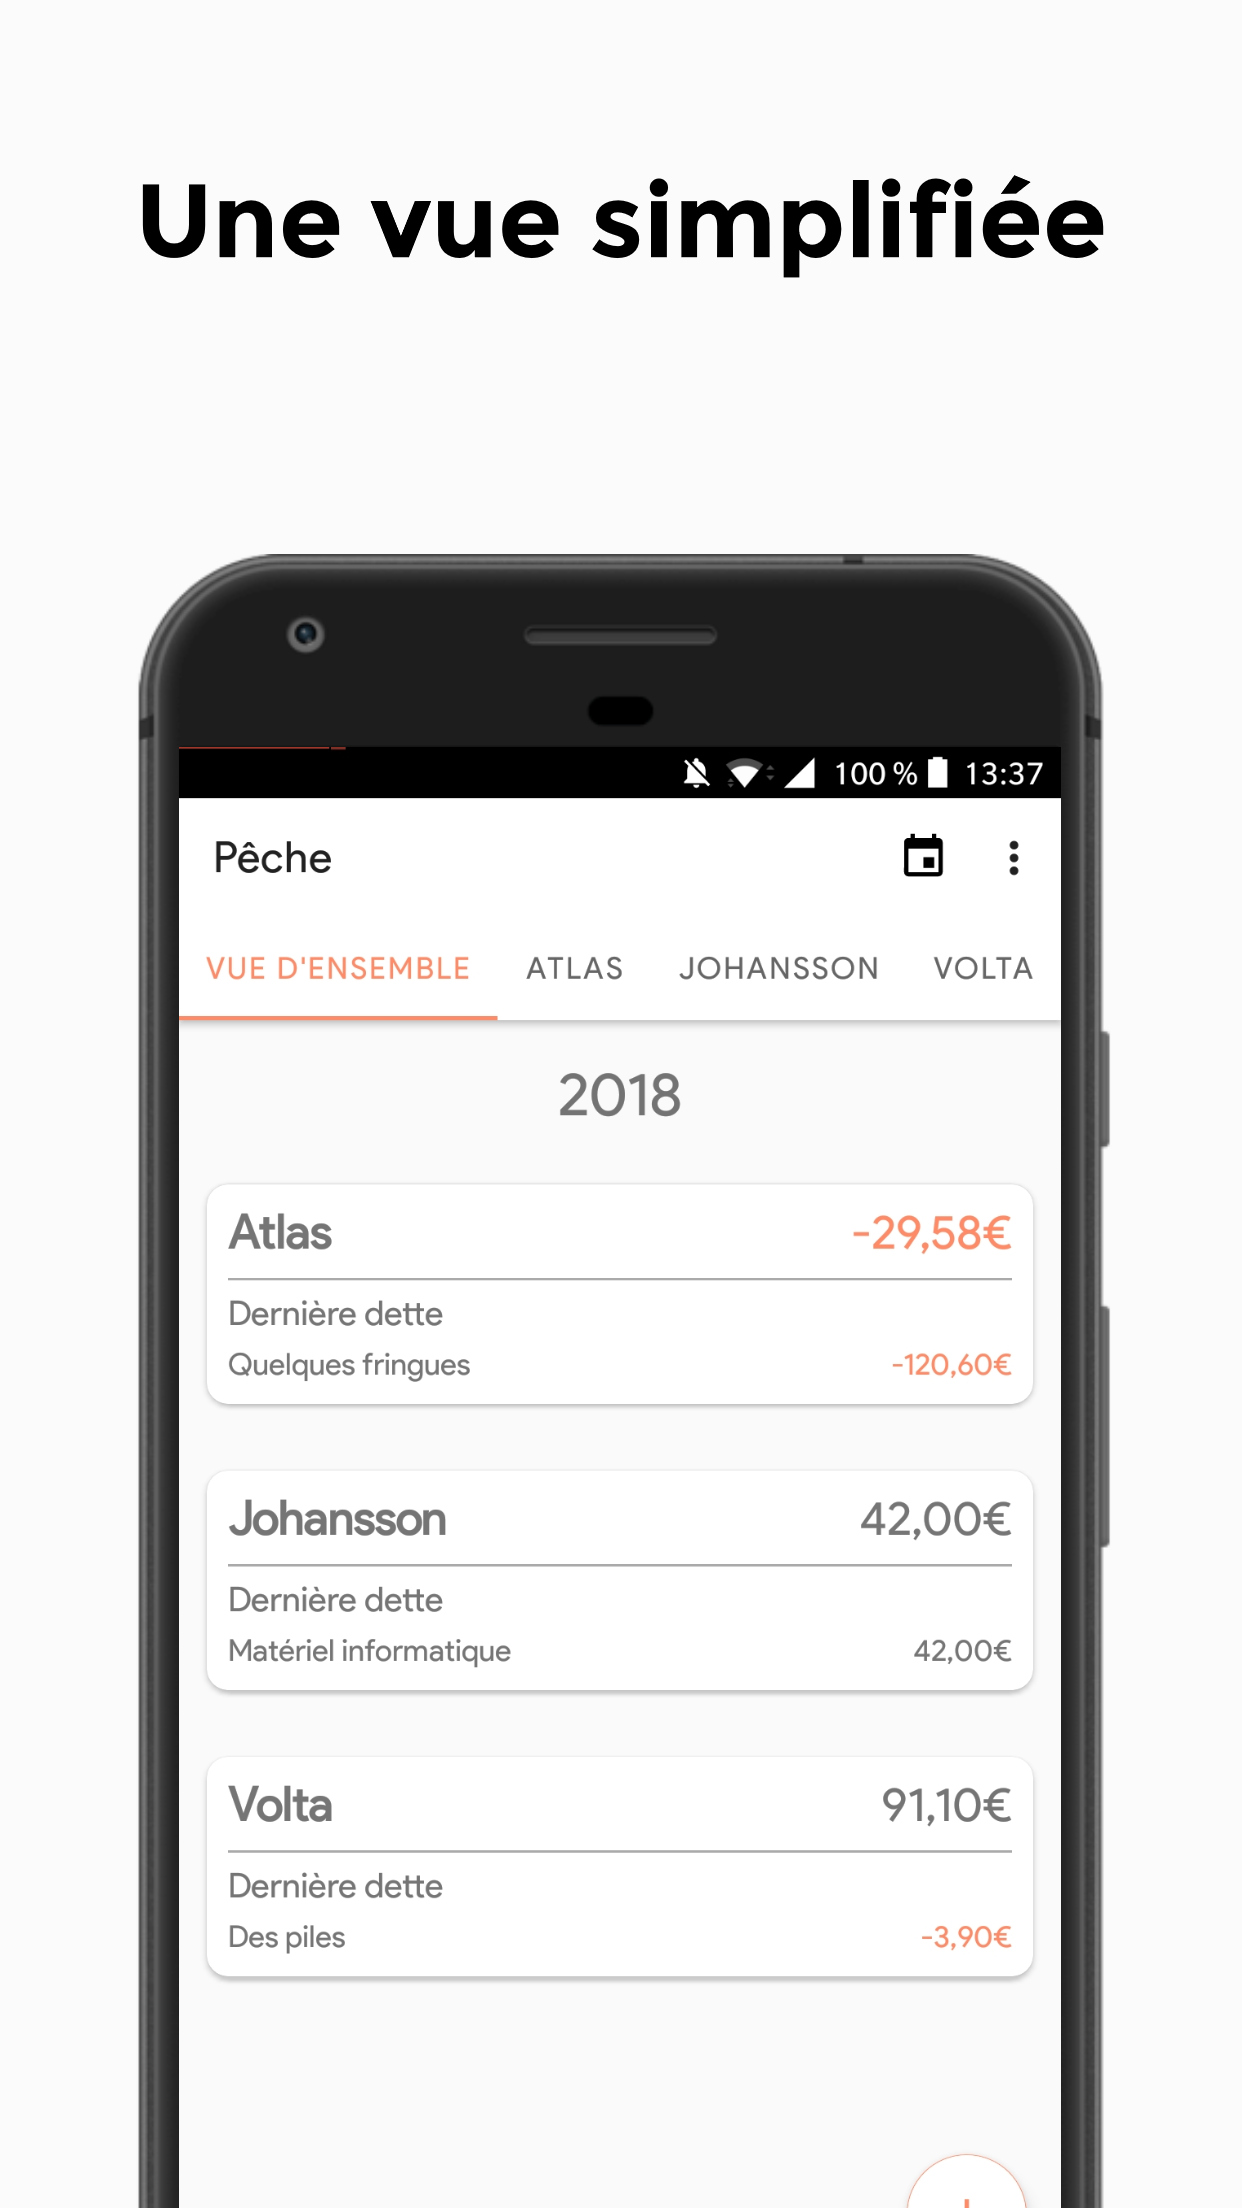 Une vue simplifiée
100 % 13:37
Pêche
VUE D'ENSEMBLE ATLAS JOHANSSON VOLTA
2018
Atlas -29,58€
Dernière dette
Quelques fringues -120,60€
Johansson 42,00€
Dernière dette
Matériel informatique 42,00€
Volta 91,10€
Dernière dette
Des piles -3,90€